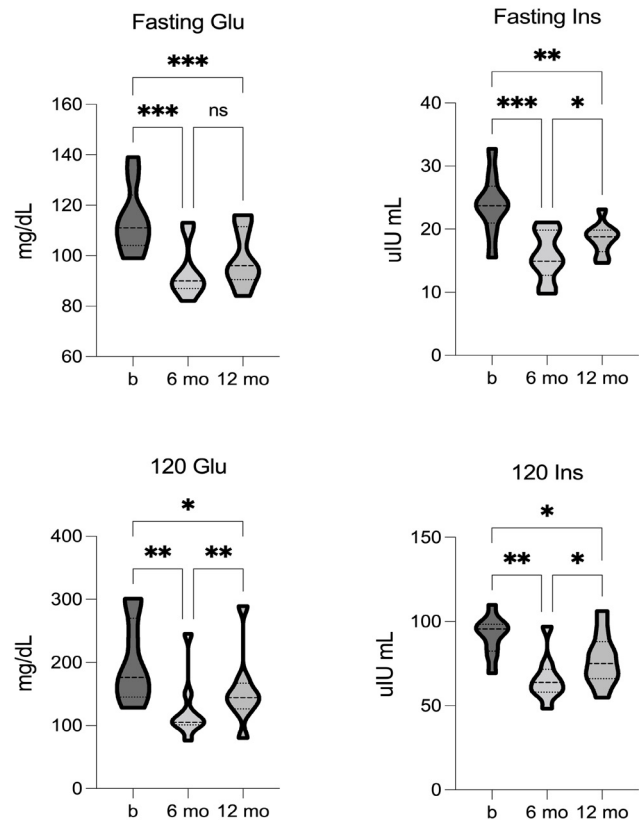 Fasting Glu
***
*** ns
mg/dL
160
140
120
100
80
60
b 6 mo 12 mo
Fasting Ins
**
*** *
uIU mL
40
30
20
10
0
b 6 mo 12 mo
120 Glu
*
** **
mg/dL
400
300
200
100
0
b 6 mo 12 mo
120 Ins
*
** *
uIU mL
150
100
50
0
b 6 mo 12 mo